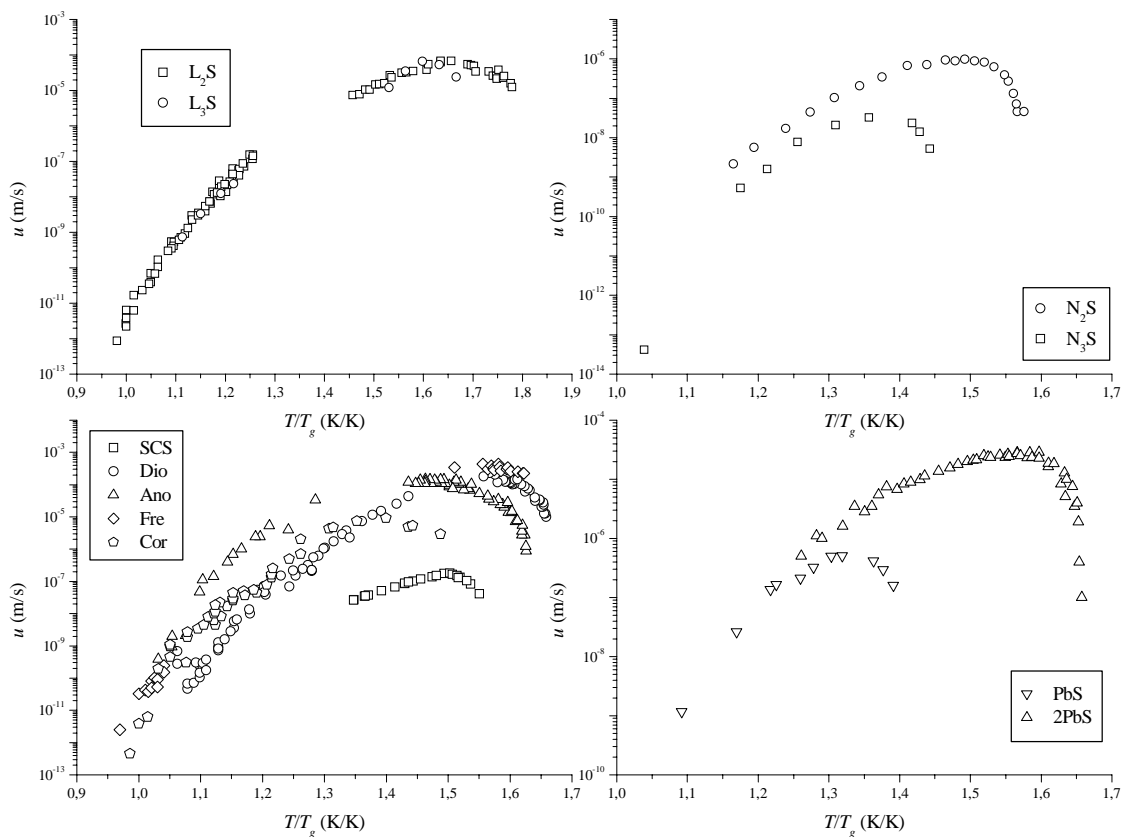 10⁻³
10⁻⁵
10⁻⁷
10⁻⁹
10⁻¹¹
10⁻¹³
u (m/s)
L₂S
L₃S
0,9 1,0 1,1 1,2 1,3 1,4 1,5 1,6 1,7 1,8 1,9
T/T_g (K/K)
10⁻⁶
10⁻⁸
10⁻¹⁰
10⁻¹²
10⁻¹⁴
u (m/s)
N₂S
N₃S
1,0 1,1 1,2 1,3 1,4 1,5 1,6 1,7
T/T_g (K/K)
10⁻³
10⁻⁵
10⁻⁷
10⁻⁹
10⁻¹¹
10⁻¹³
u (m/s)
SCS
Dio
Ano
Fre
Cor
0,9 1,0 1,1 1,2 1,3 1,4 1,5 1,6 1,7
T/T_g (K/K)
10⁻⁴
10⁻⁶
10⁻⁸
10⁻¹⁰
u (m/s)
PbS
2PbS
1,0 1,1 1,2 1,3 1,4 1,5 1,6 1,7
T/T_g (K/K)